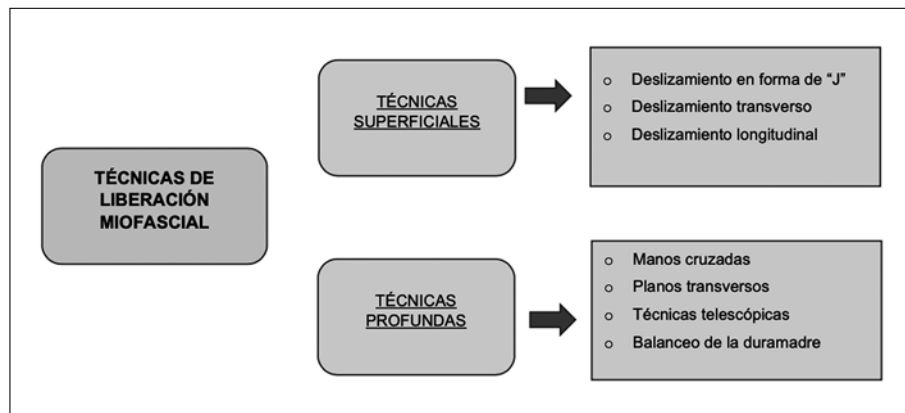 TÉCNICAS DE
LIBERACIÓN
MIOFASCIAL
TÉCNICAS
SUPERFICIALES
o Deslizamiento en forma de “J”
o Deslizamiento transverso
o Deslizamiento longitudinal
TÉCNICAS
PROFUNDAS
o Manos cruzadas
o Planos transversos
o Técnicas telescópicas
o Balanceo de la duramadre